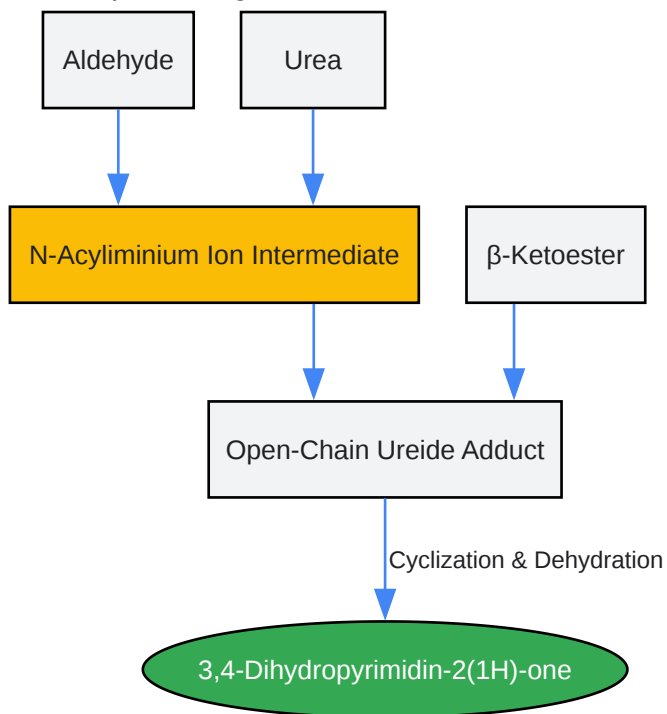 Aldehyde
Urea
N-Acyliminium Ion Intermediate
β-Ketoester
Open-Chain Ureide Adduct
Cyclization & Dehydration
3,4-Dihydropyrimidin-2(1H)-one